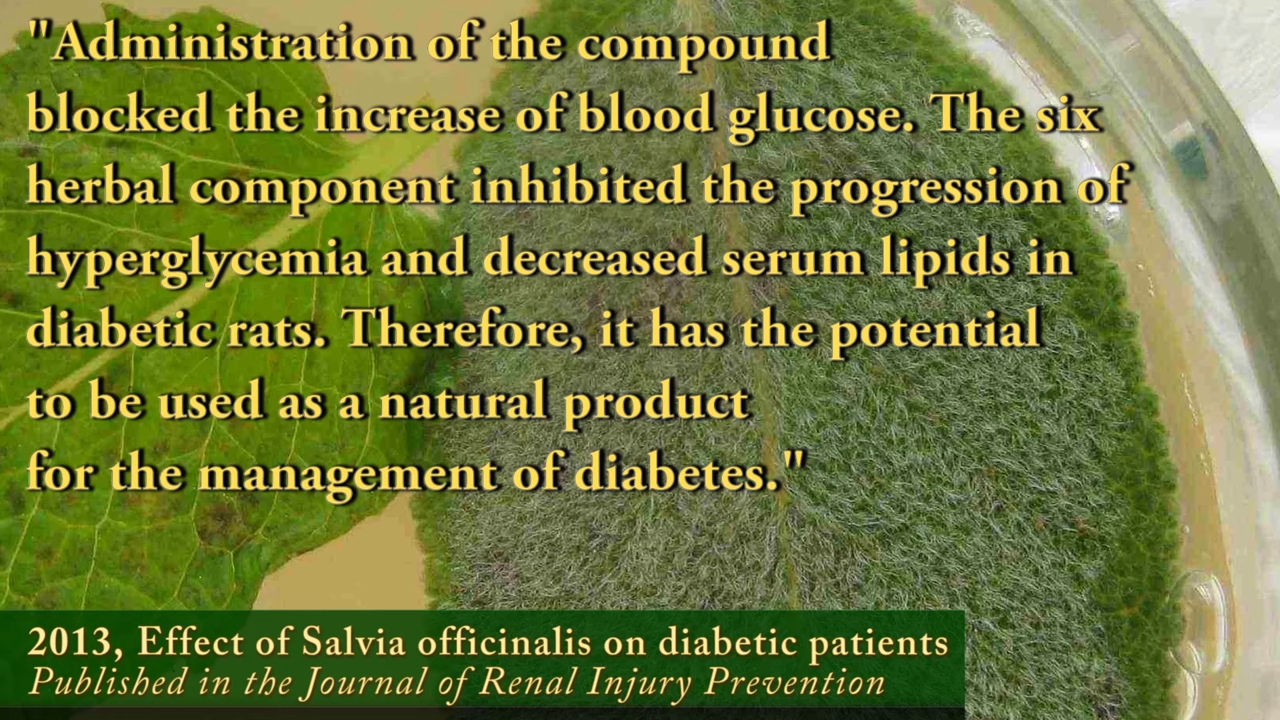 "Administration of the compound
blocked the increase of blood glucose. The six
herbal component inhibited the progression of
hyperglycemia and decreased serum lipids in
diabetic rats. Therefore, it has the potential
to be used as a natural product
for the management of diabetes."
2013, Effect of Salvia officinalis on diabetic patients
Published in the Journal of Renal Injury Prevention